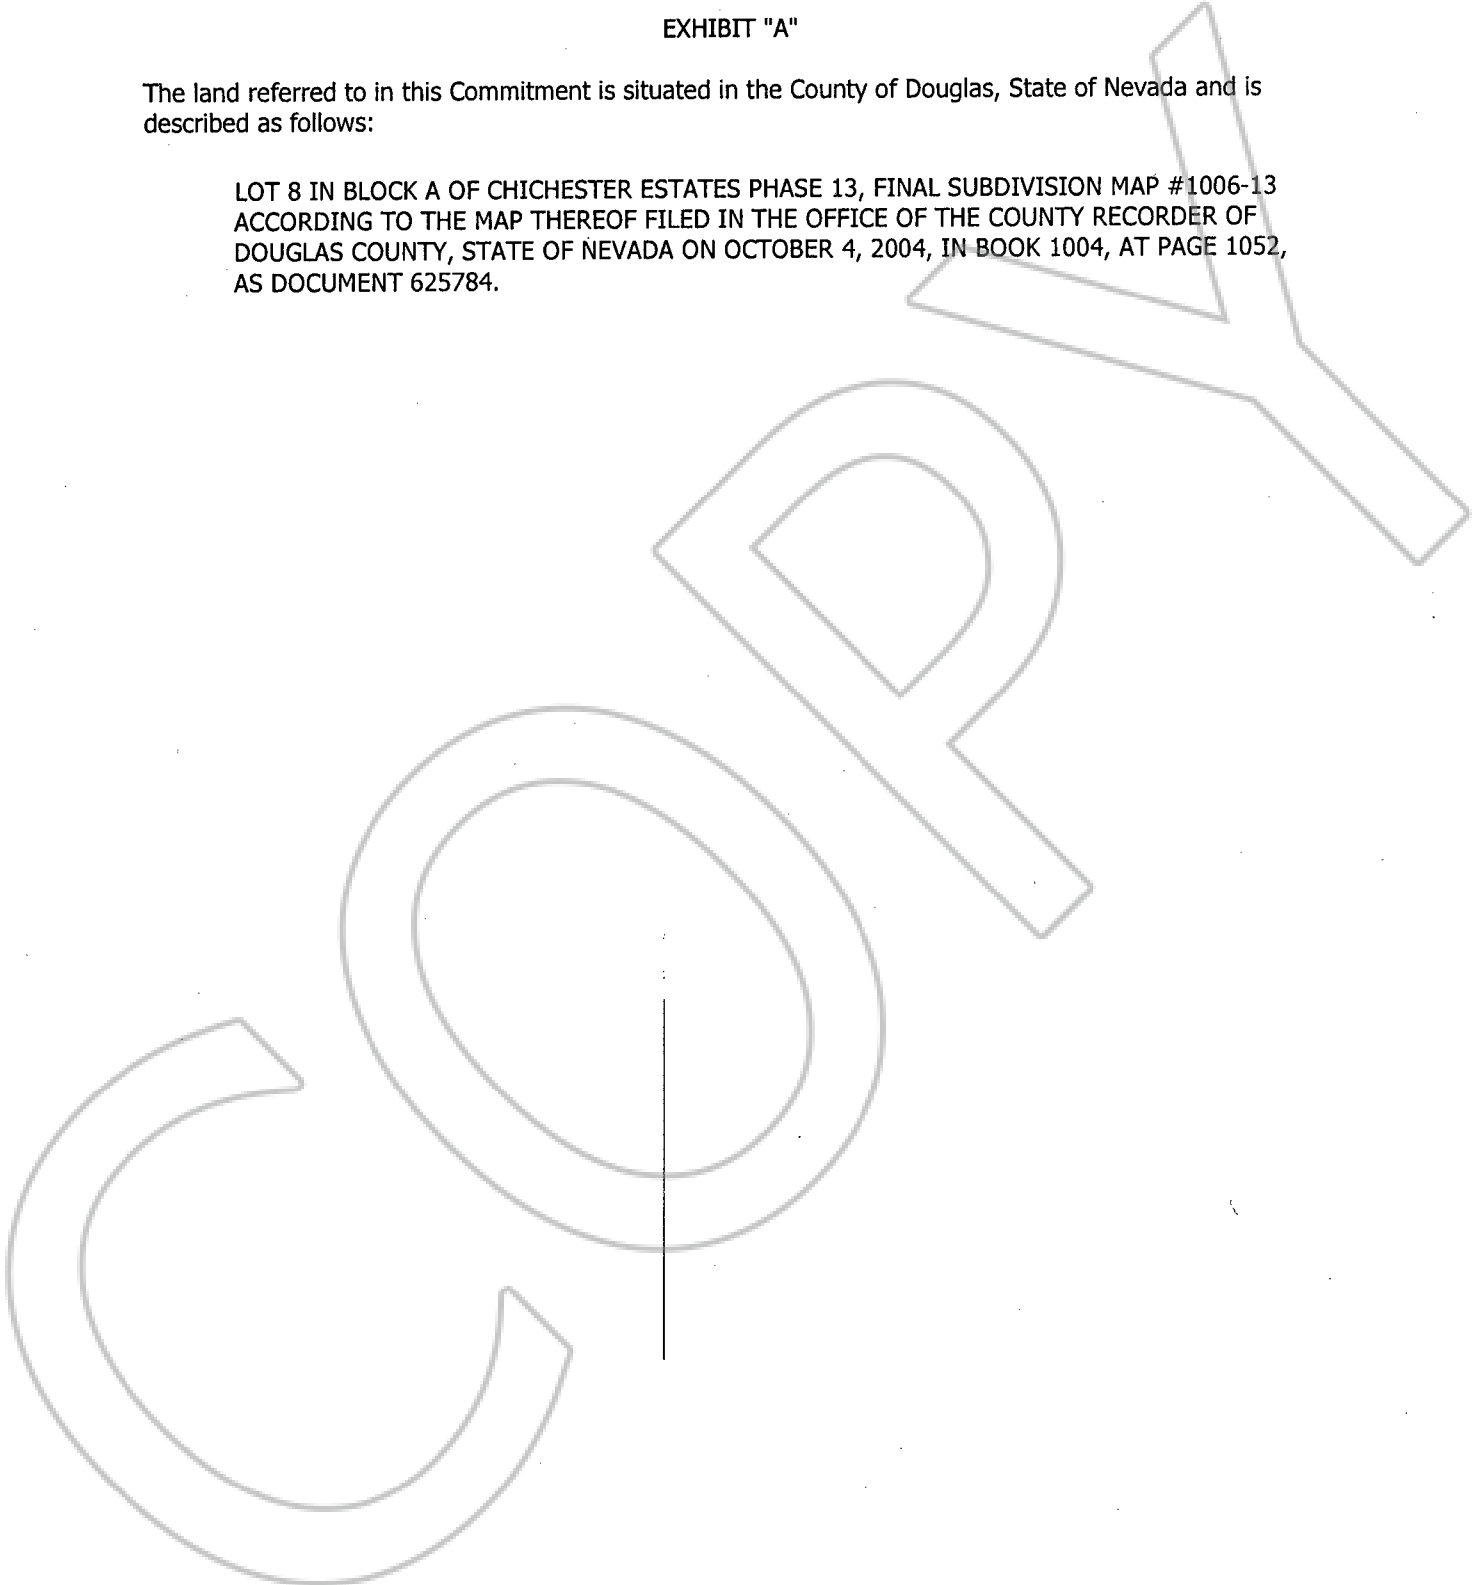 EXHIBIT "A"
The land referred to in this Commitment is situated in the County of Douglas, State of Nevada and is
described as follows:
LOT 8 IN BLOCK A OF CHICHESTER ESTATES PHASE 13, FINAL SUBDIVISION MAP #1006-13
ACCORDING TO THE MAP THEREOF FILED IN THE OFFICE OF THE COUNTY RECORDER OF
DOUGLAS COUNTY, STATE OF NEVADA ON OCTOBER 4, 2004, IN BOOK 1004, AT PAGE 1052,
AS DOCUMENT 625784.
COPY